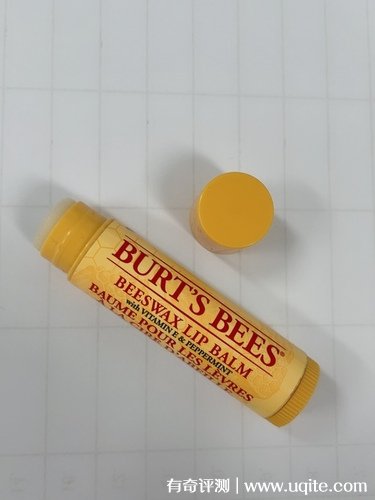 BURT'S BEES®
BEESWAX LIP BALM
with VITAMIN E & PEPPERMINT
BAUME POUR LES LÈVRES
有奇评测 | www.uqite.com